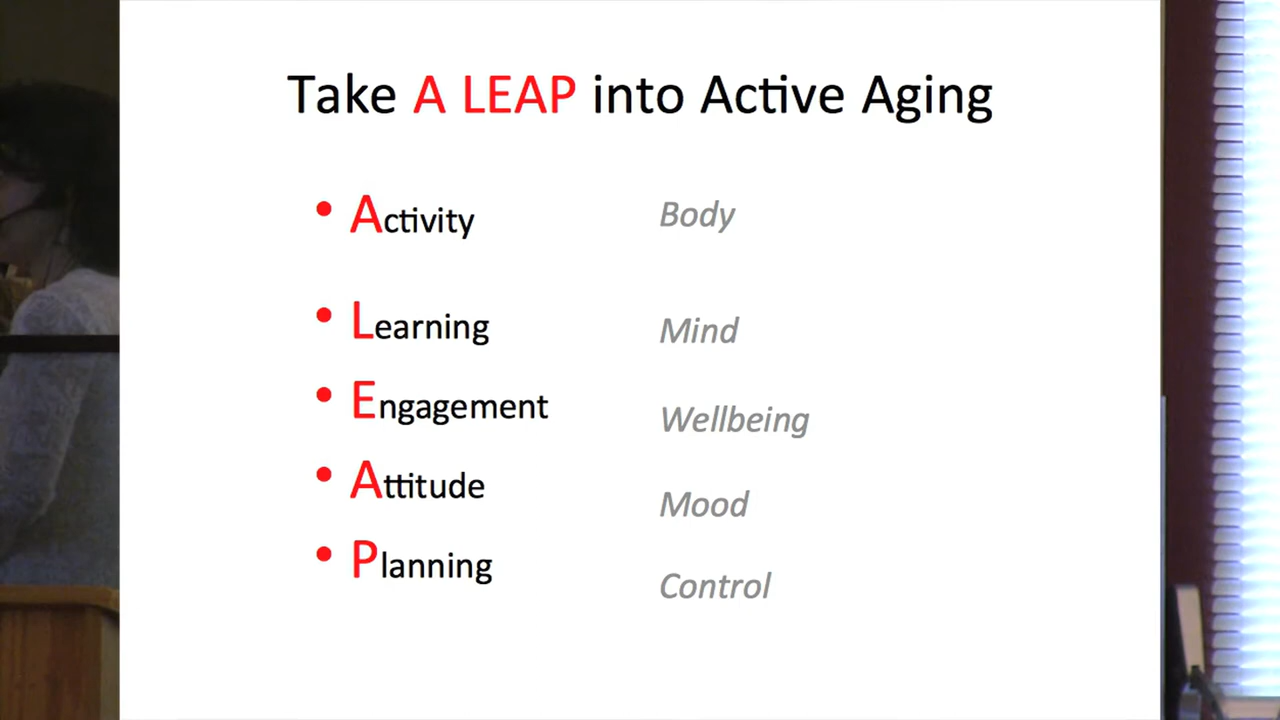 Take A LEAP into Active Aging
• Activity Body
• Learning Mind
• Engagement Wellbeing
• Attitude Mood
• Planning Control